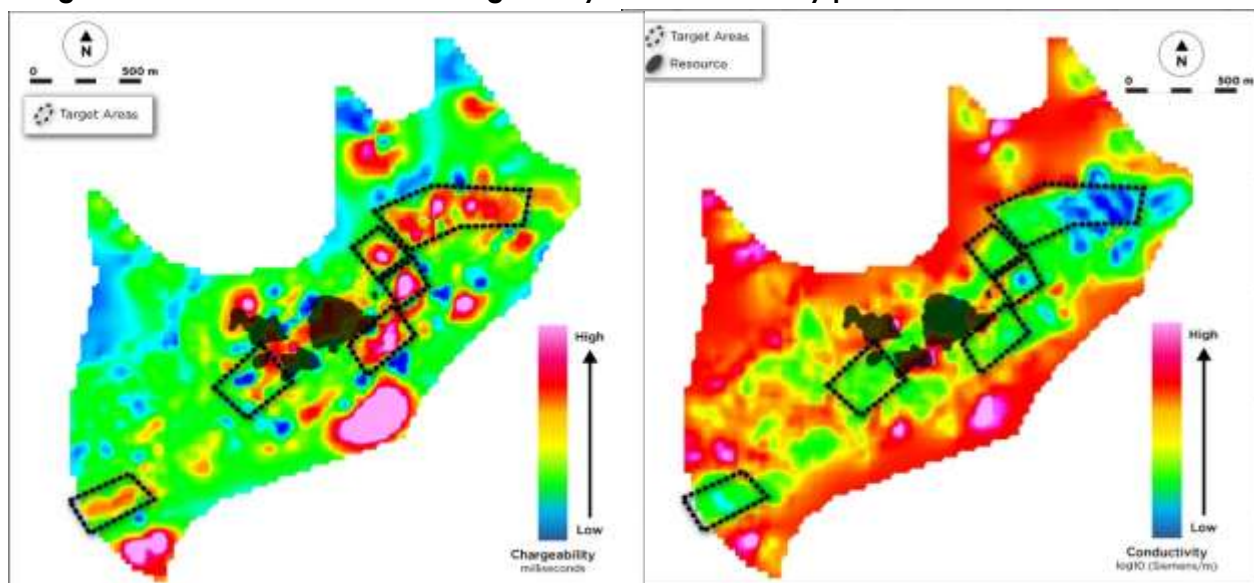 N
0 500 m
Target Areas
High
Low
Chargeability
milliseconds
Target Areas
Resource
N
0 500 m
High
Low
Conductivity
log10 (Siemens/m)